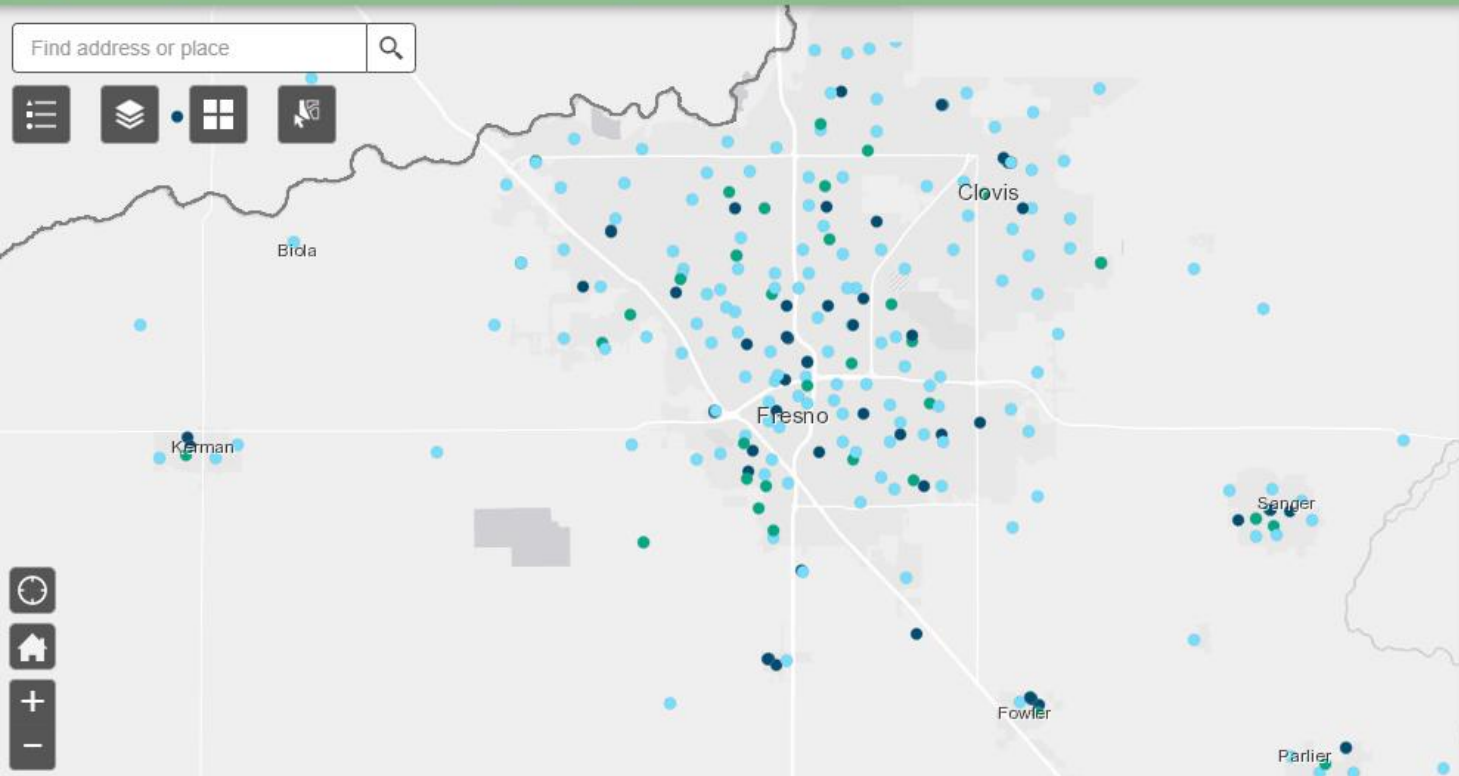 Find address or place
Clovis
Biola
Fresno
Kerman
Sanger
Fowler
Parlier